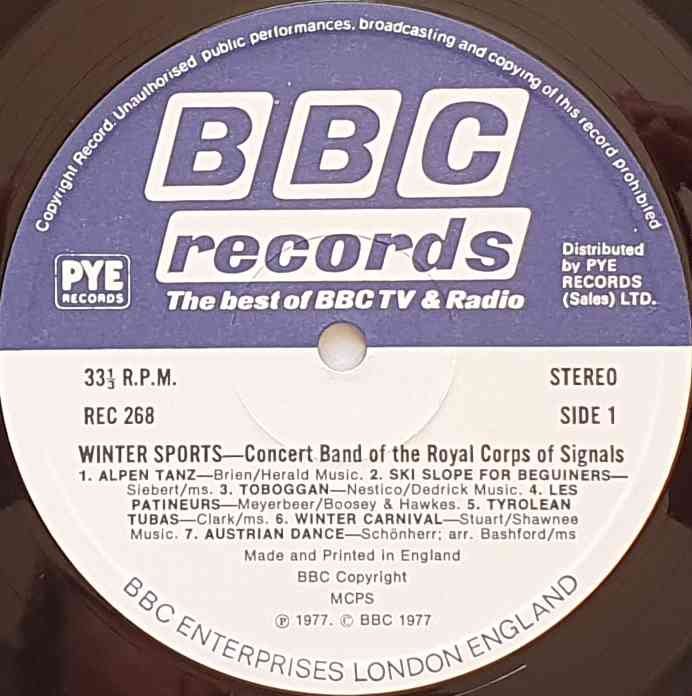 Copyright Record. Unauthorised public performances, broadcasting and copying of this record prohibited
BBC
records
The best of BBC TV & Radio
PYE
RECORDS
Distributed
by PYE
RECORDS
(Sales) LTD.
33⅓ R.P.M.
STEREO
REC 268
SIDE 1
WINTER SPORTS—Concert Band of the Royal Corps of Signals
1. ALPEN TANZ—Brien/Herald Music. 2. SKI SLOPE FOR BEGUINERS—
Siebert/ms. 3. TOBOGGAN—Nestico/Dedrick Music. 4. LES
PATINEURS—Meyerbeer/Boosey & Hawkes. 5. TYROLEAN
TUBAS—Clark/ms. 6. WINTER CARNIVAL—Stuart/Shawnee
Music. 7. AUSTRIAN DANCE—Schönherr; arr. Bashford/ms
Made and Printed in England
BBC Copyright
MCPS
℗ 1977. © BBC 1977
BBC ENTERPRISES LONDON ENGLAND